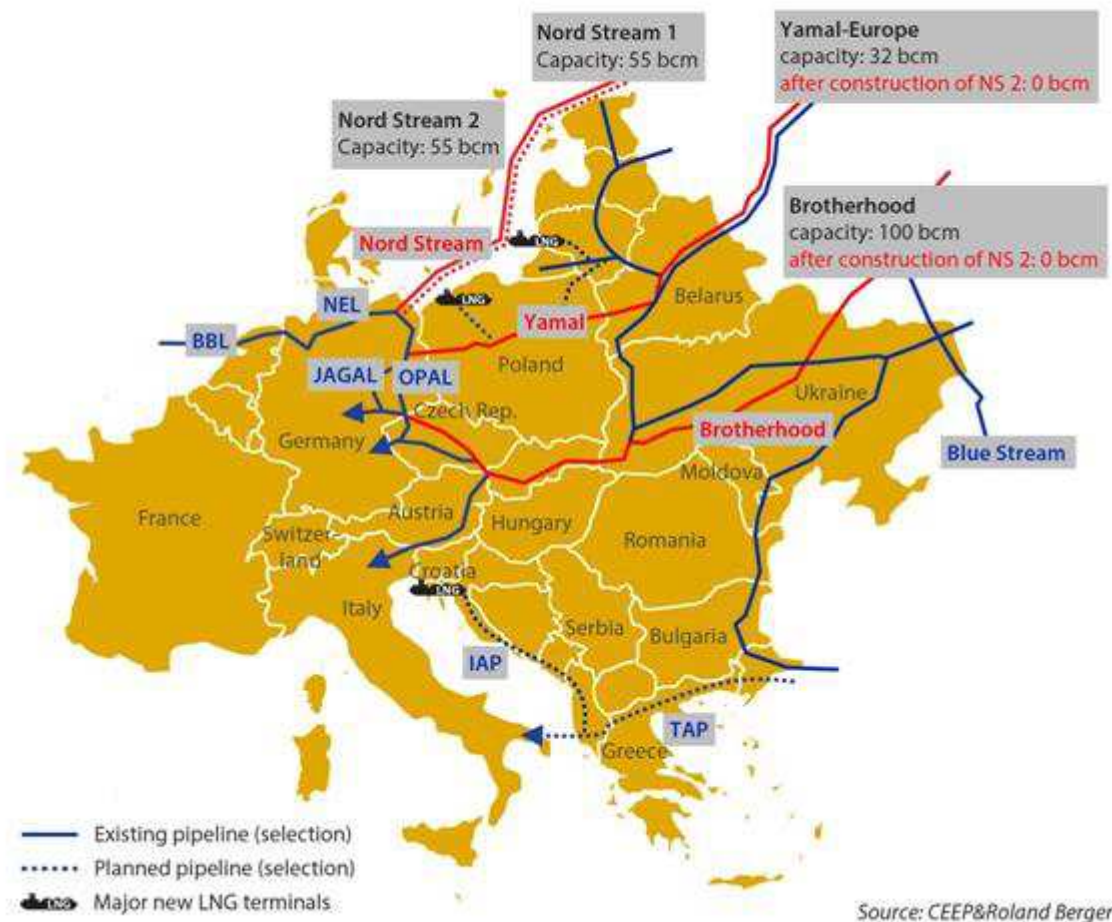 Nord Stream 1
Capacity: 55 bcm
Yamal-Europe
capacity: 32 bcm
after construction of NS 2: 0 bcm
Nord Stream 2
Capacity: 55 bcm
Brotherhood
capacity: 100 bcm
after construction of NS 2: 0 bcm
Nord Stream
LNG
LNG
NEL
Belarus
Yamal
BBL
Poland
JAGAL
OPAL
Ukraine
Czech Rep.
Germany
Brotherhood
Blue Stream
Moldova
France
Austria
Hungary
Switzer-
land
Romania
Croatia
LNG
Italy
Serbia
Bulgaria
IAP
TAP
Greece
Existing pipeline (selection)
Planned pipeline (selection)
LNG
Major new LNG terminals
Source: CEEP&Roland Berger